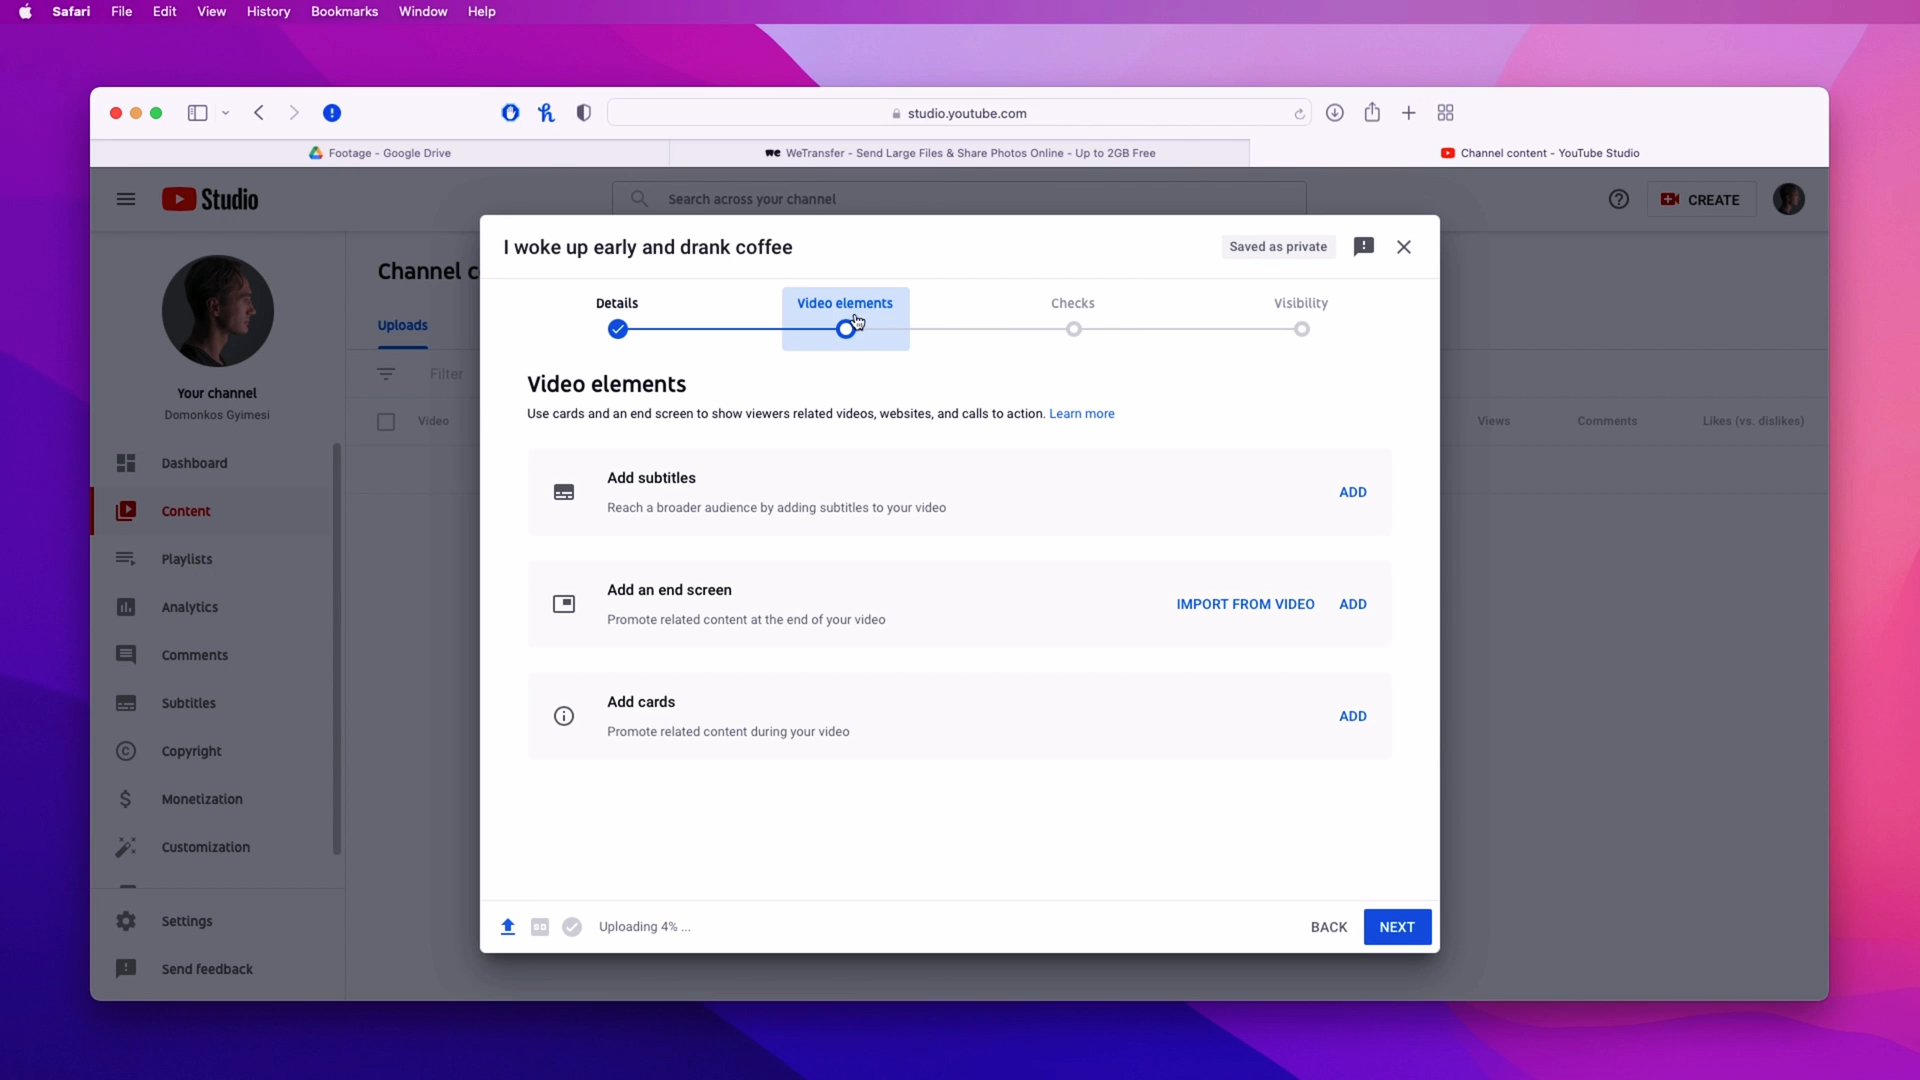 Safari File Edit View History Bookmarks Window Help
studio.youtube.com
Footage - Google Drive
WeTransfer - Send Large Files & Share Photos Online - Up to 2GB Free
Channel content - YouTube Studio
Studio
Search across your channel
CREATE
Your channel
Domonkos Gyimesi
Dashboard
Content
Playlists
Analytics
Comments
Subtitles
Copyright
Monetization
Customization
Settings
Send feedback
Channel c
Uploads
Filter
Video
Views
Comments
Likes (vs. dislikes)
I woke up early and drank coffee
Saved as private
Details
Video elements
Checks
Visibility
Video elements
Use cards and an end screen to show viewers related videos, websites, and calls to action. Learn more
Add subtitles
Reach a broader audience by adding subtitles to your video
ADD
Add an end screen
Promote related content at the end of your video
IMPORT FROM VIDEO
ADD
Add cards
Promote related content during your video
ADD
SD
Uploading 4% ...
BACK
NEXT